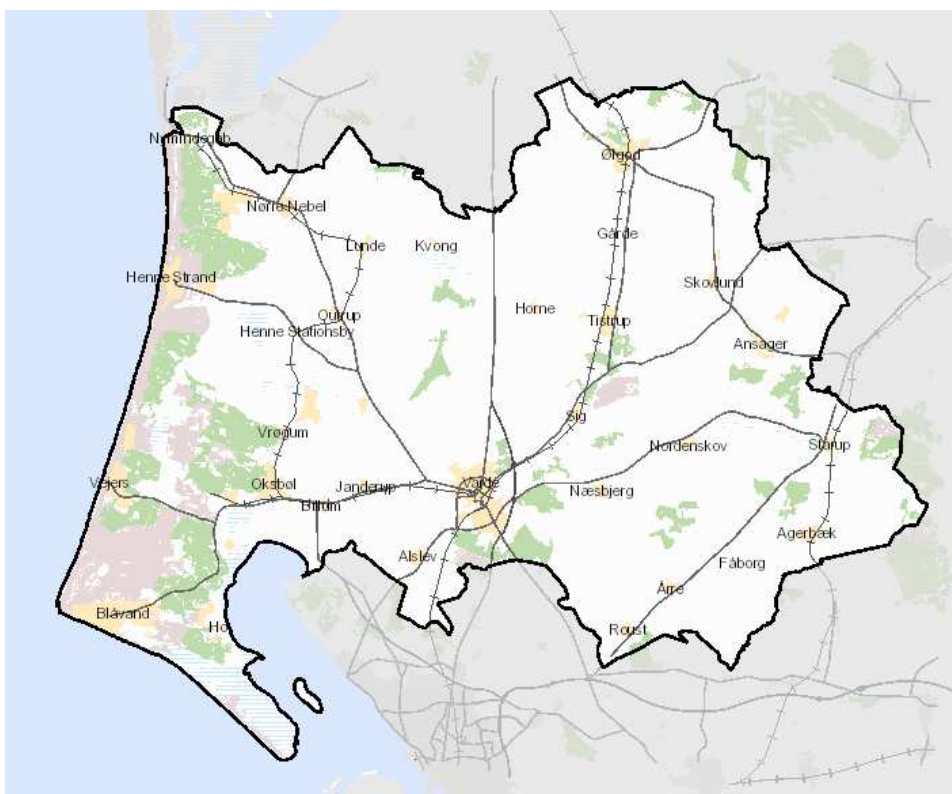 Nymindegab
Ølgod
Nørre Nebel
Gårde
Lunde
Kvong
Henne Strand
Skovlund
Horne
Outrup
Tistrup
Henne Stationsby
Ansager
Sig
Vrøgum
Nordenskov
Starup
Vejers
Oksbøl
Janderup
Varde
Næsbjerg
Billum
Agerbæk
Alslev
Fåborg
Årre
Blåvand
Ho
Roust